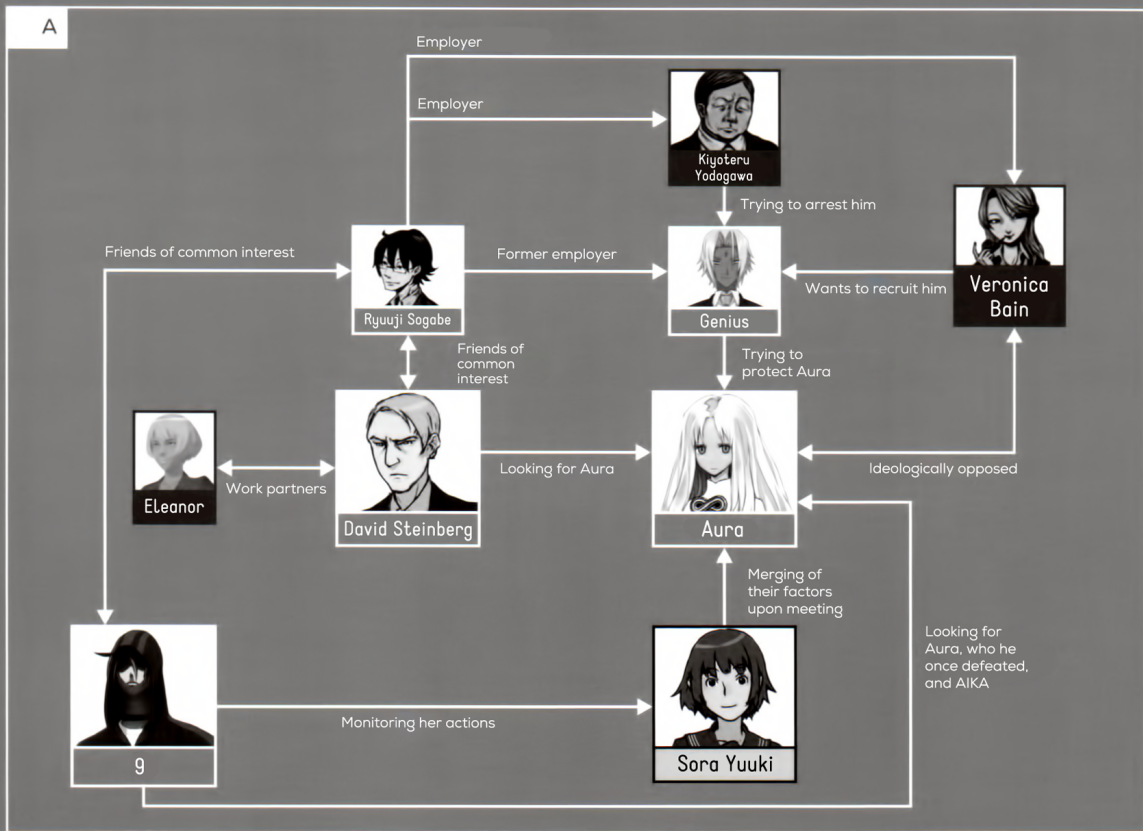 A
Employer
Employer
Kiyoteru
Yodogawa
Trying to arrest him
Friends of common interest
Former employer
Wants to recruit him
Veronica
Bain
Ryuuji Sogabe
Genius
Friends of
common
interest
Trying to
protect Aura
Eleanor
Work partners
Looking for Aura
Ideologically opposed
David Steinberg
Aura
Merging of
their factors
upon meeting
Looking for
Aura, who he
once defeated,
and AIKA
Monitoring her actions
9
Sora Yuuki